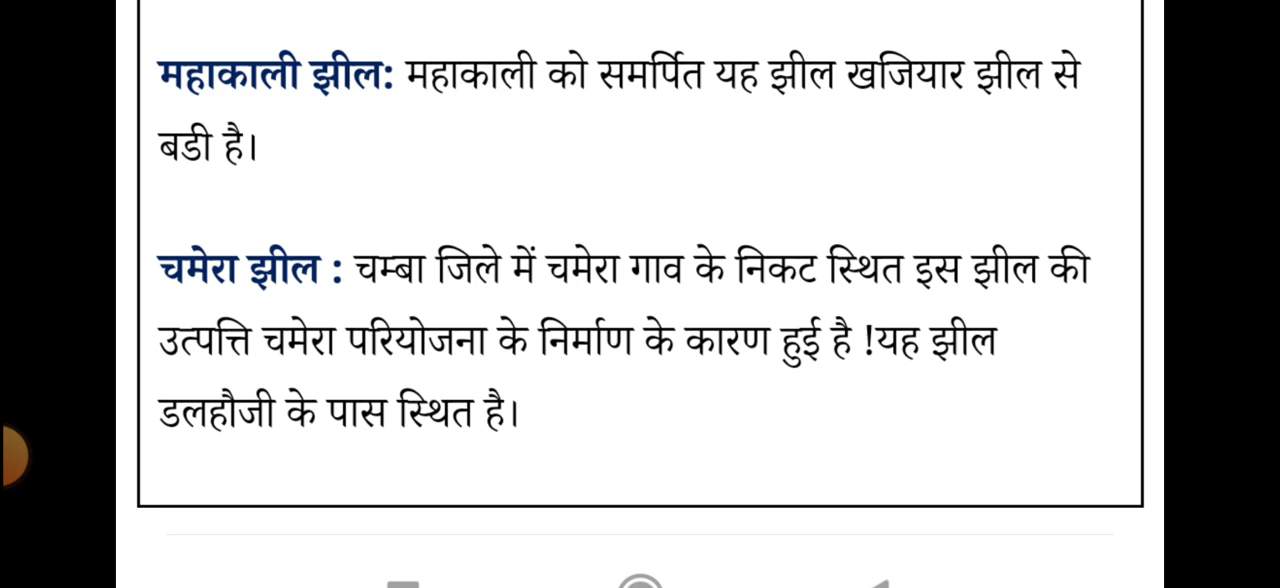 महाकाली झील: महाकाली को समर्पित यह झील खजियार झील से
बडी है।
चमेरा झील : चम्बा जिले में चमेरा गाव के निकट स्थित इस झील की
उत्पत्ति चमेरा परियोजना के निर्माण के कारण हुई है !यह झील
डलहौजी के पास स्थित है।